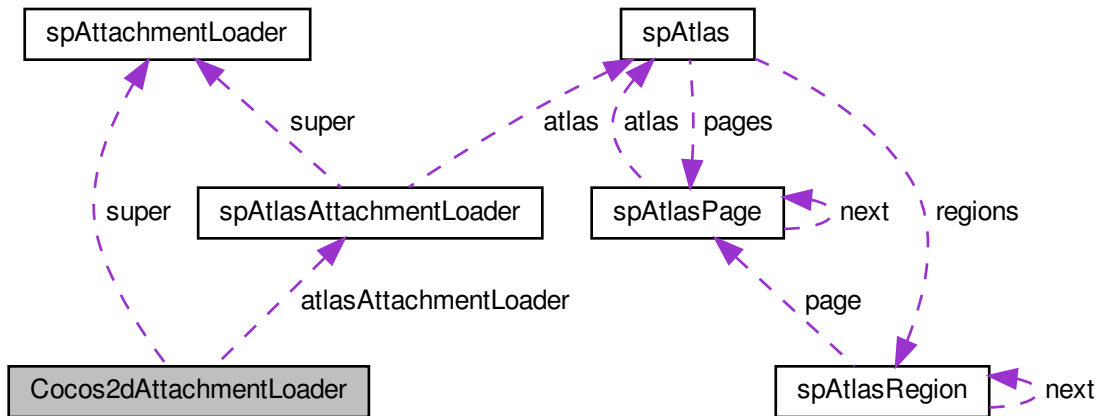 spAttachmentLoader
spAtlas
super
atlas
atlas
pages
super
spAtlasAttachmentLoader
spAtlasPage
next
regions
atlasAttachmentLoader
page
Cocos2dAttachmentLoader
spAtlasRegion
next